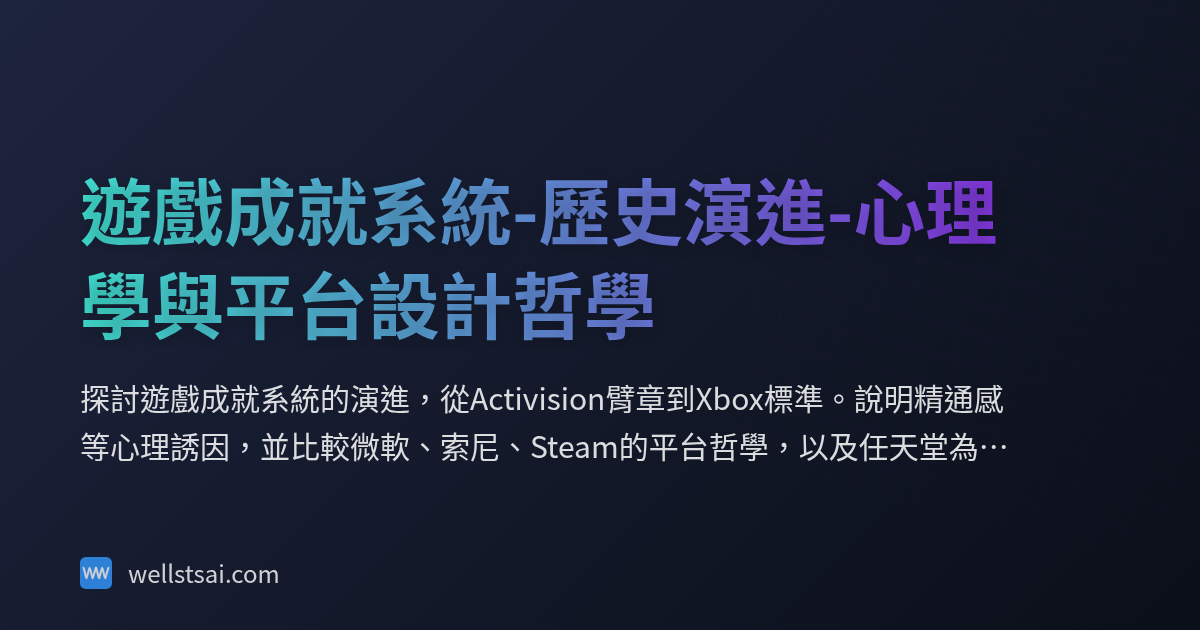 遊戲成就系統-歷史演進-心理
學與平台設計哲學
探討遊戲成就系統的演進，從Activision臂章到Xbox標準。說明精通感
等心理誘因，並比較微軟、索尼、Steam的平台哲學，以及任天堂為…
W wellstsai.com